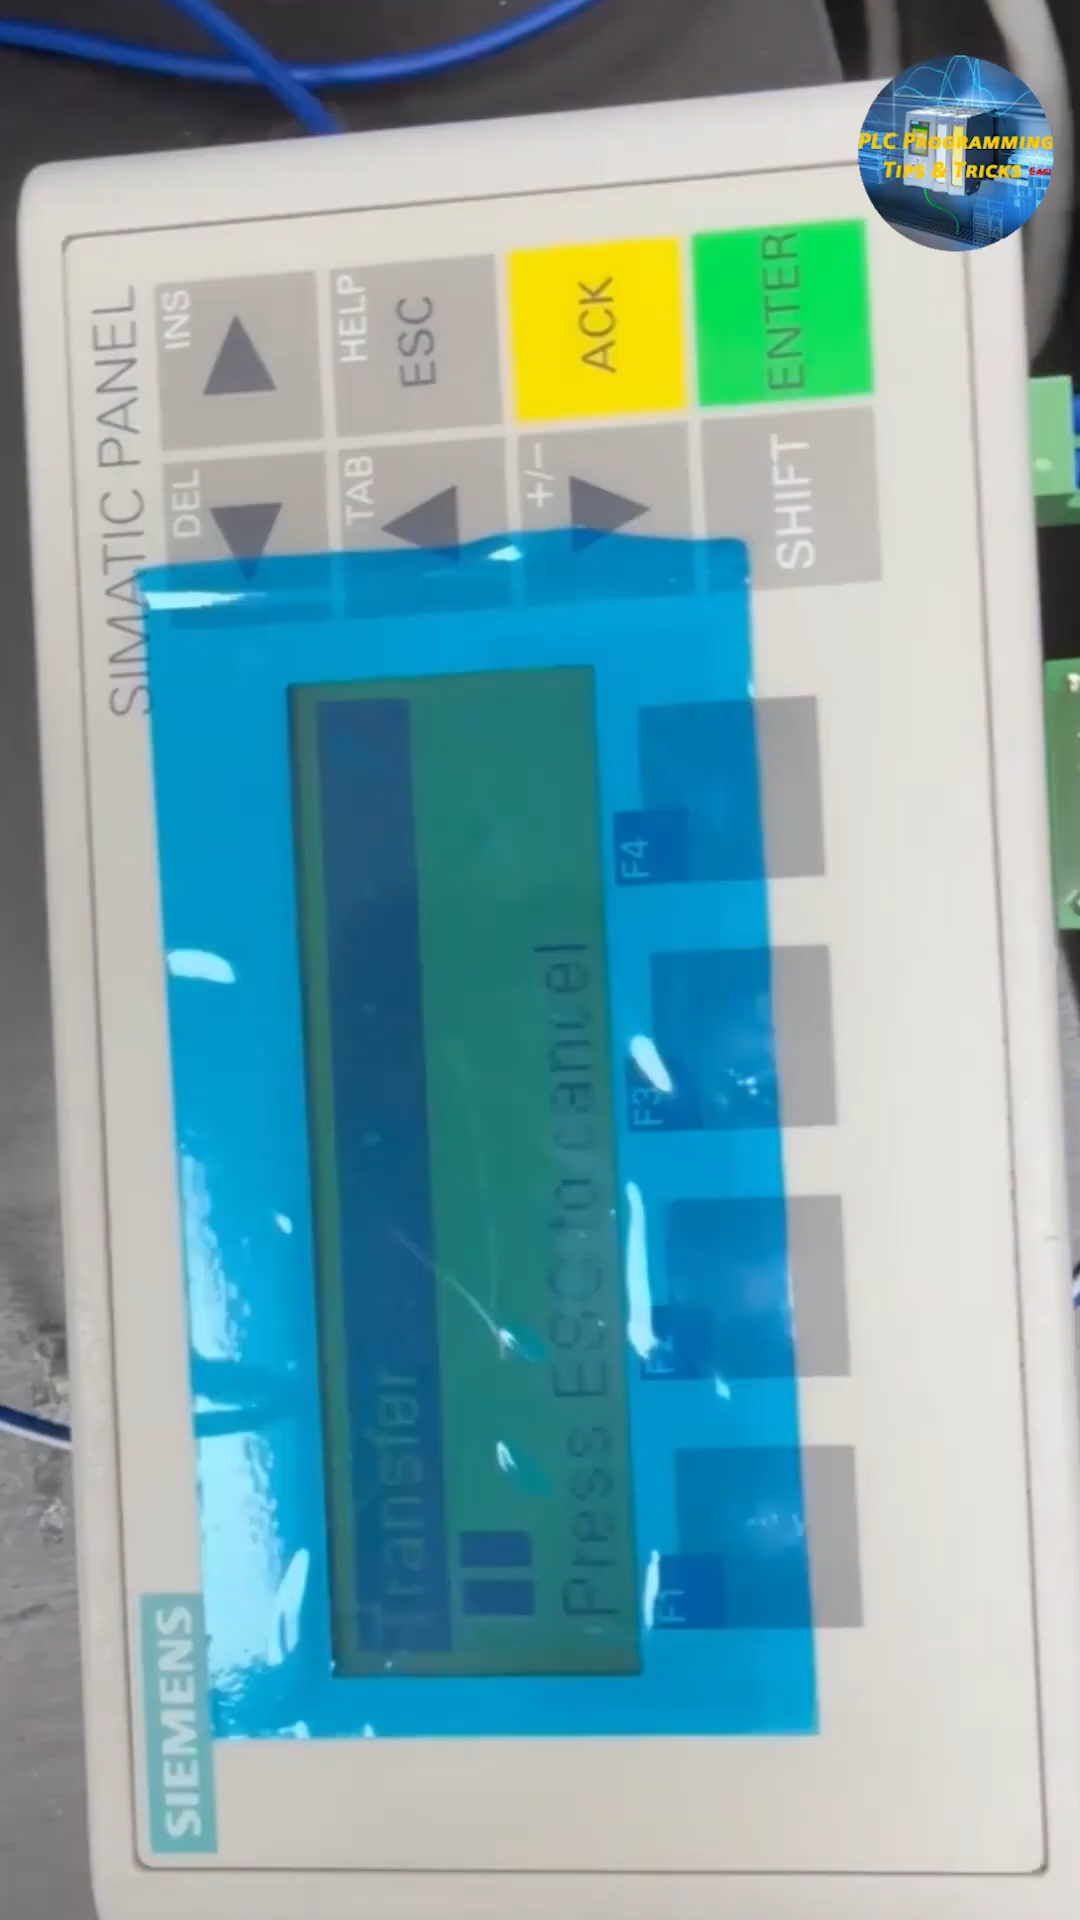 PLC PROGRAMMING
TIPS & TRICKS
SIEMENS
SIMATIC PANEL
DEL
INS
TAB
HELP
ESC
+/−
ACK
SHIFT
ENTER
Transfer
Press ESC to cancel
F1
F2
F3
F4